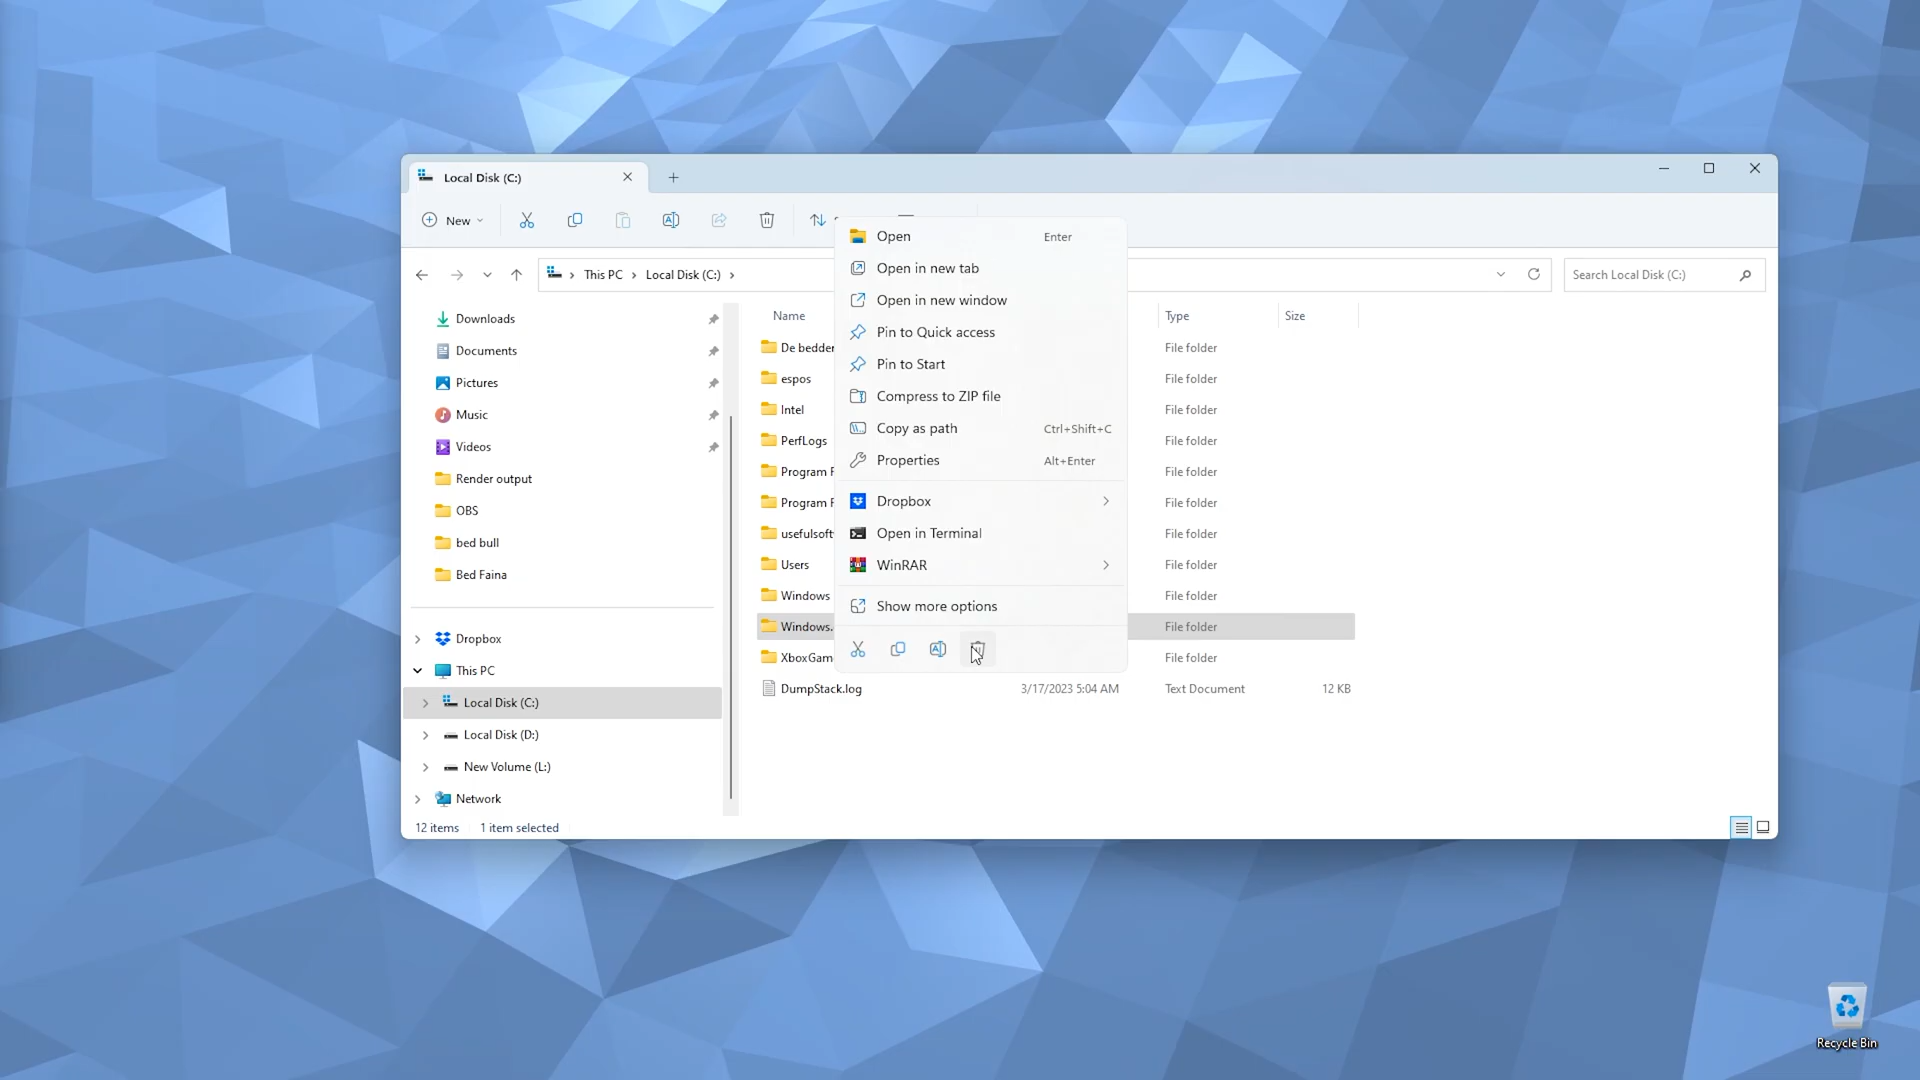 Local Disk (C:)
New
This PC
Local Disk (C:)
Search Local Disk (C:)
Downloads
Documents
Pictures
Music
Videos
Render output
OBS
bed bull
Bed Faina
Dropbox
This PC
Local Disk (C:)
Local Disk (D:)
New Volume (L:)
Network
12 items
1 item selected
Name
Type
Size
De bedder
File folder
espos
File folder
Intel
File folder
PerfLogs
File folder
Program F
File folder
Program F
File folder
usefulsoft
File folder
Users
File folder
Windows
File folder
Windows.
File folder
XboxGam
File folder
DumpStack.log
3/17/2023 5:04 AM
Text Document
12 KB
Open
Enter
Open in new tab
Open in new window
Pin to Quick access
Pin to Start
Compress to ZIP file
Copy as path
Ctrl+Shift+C
Properties
Alt+Enter
Dropbox
Open in Terminal
WinRAR
Show more options
Recycle Bin